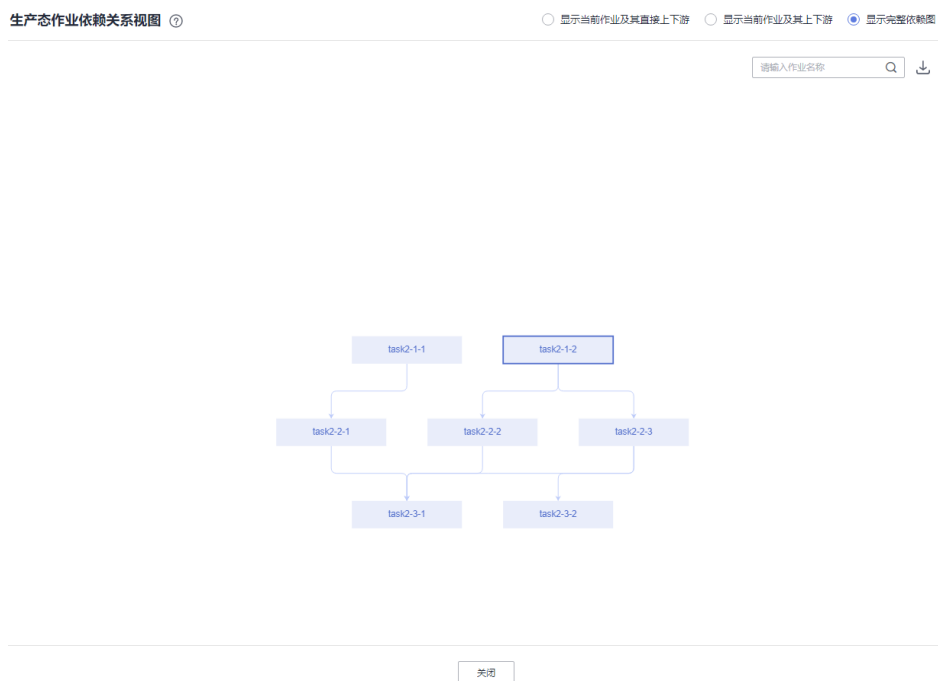 生产态作业依赖关系视图 ?
显示当前作业及其直接上下游 显示当前作业及其上下游 显示完整依赖图
请输入作业名称
task2-1-1 task2-1-2
task2-2-1 task2-2-2 task2-2-3
task2-3-1 task2-3-2
关闭